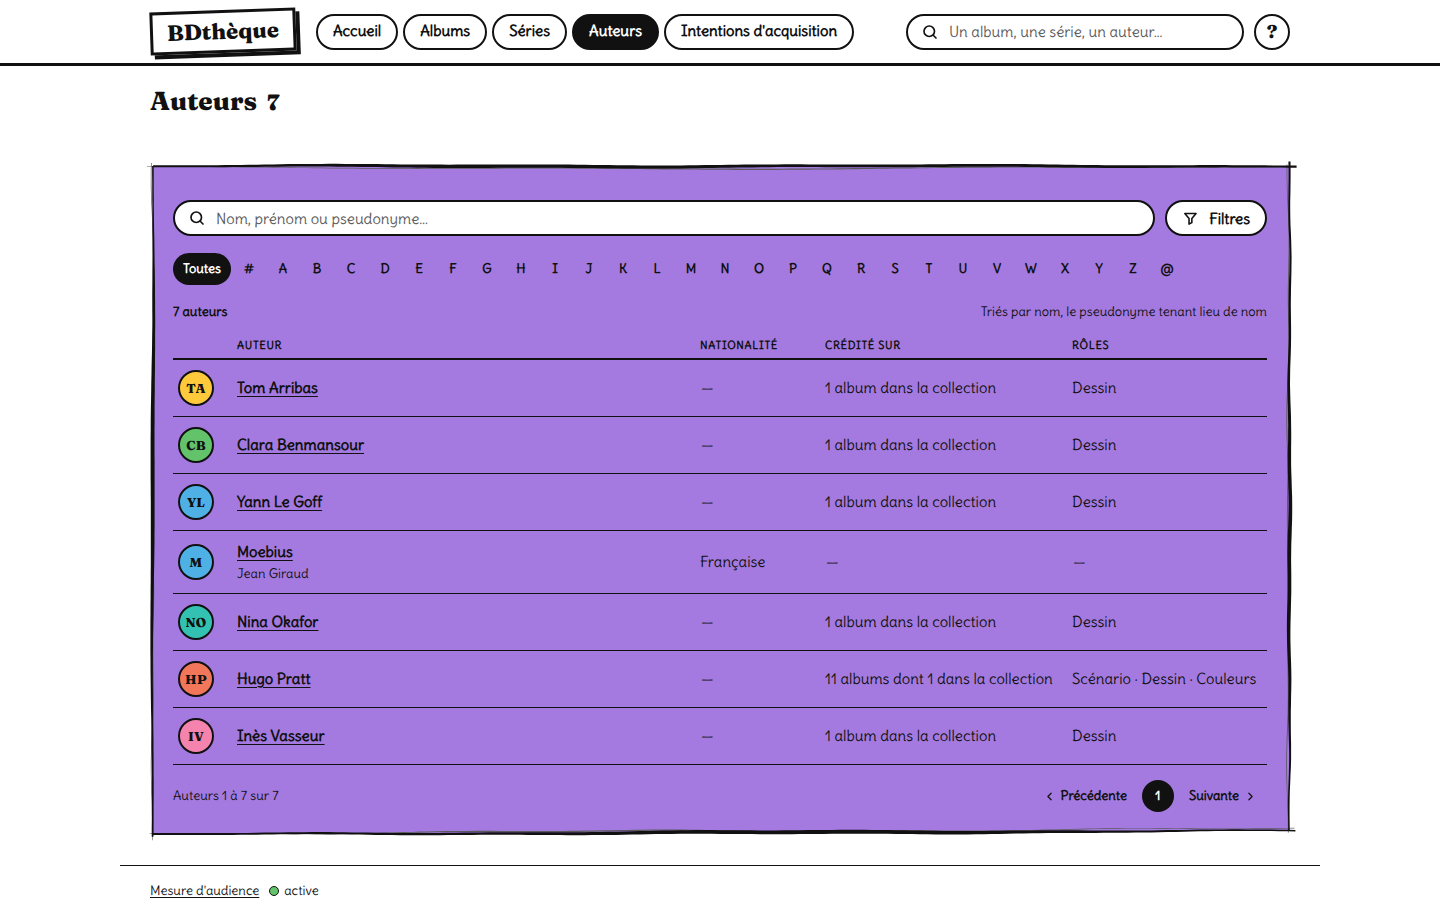 BDthèque Accueil Albums Séries Auteurs Intentions d'acquisition Un album, une série, un auteur... ?
Auteurs 7
Nom, prénom ou pseudonyme... Filtres
Toutes # A B C D E F G H I J K L M N O P Q R S T U V W X Y Z @
7 auteurs Triés par nom, le pseudonyme tenant lieu de nom
AUTEUR NATIONALITÉ CRÉDITÉ SUR RÔLES
TA Tom Arribas — 1 album dans la collection Dessin
CB Clara Benmansour — 1 album dans la collection Dessin
YL Yann Le Goff — 1 album dans la collection Dessin
M Moebius Française — —
Jean Giraud
NO Nina Okafor — 1 album dans la collection Dessin
HP Hugo Pratt — 11 albums dont 1 dans la collection Scénario · Dessin · Couleurs
IV Inès Vasseur — 1 album dans la collection Dessin
Auteurs 1 à 7 sur 7 ‹ Précédente 1 Suivante ›
Mesure d'audience active